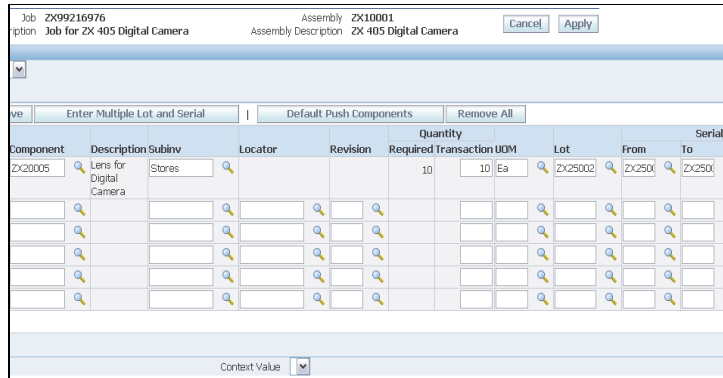 Job ZX99216976 Assembly ZX10001 Cancel Apply
ription Job for ZX 405 Digital Camera Assembly Description ZX 405 Digital Camera
ve Enter Multiple Lot and Serial | Default Push Components Remove All
Quantity Serial
Component Description Subinv Locator Revision Required Transaction UOM Lot From To
ZX20005 Lens for Digital Camera Stores 10 10 Ea ZX25002 ZX250( ZX250(
Context Value